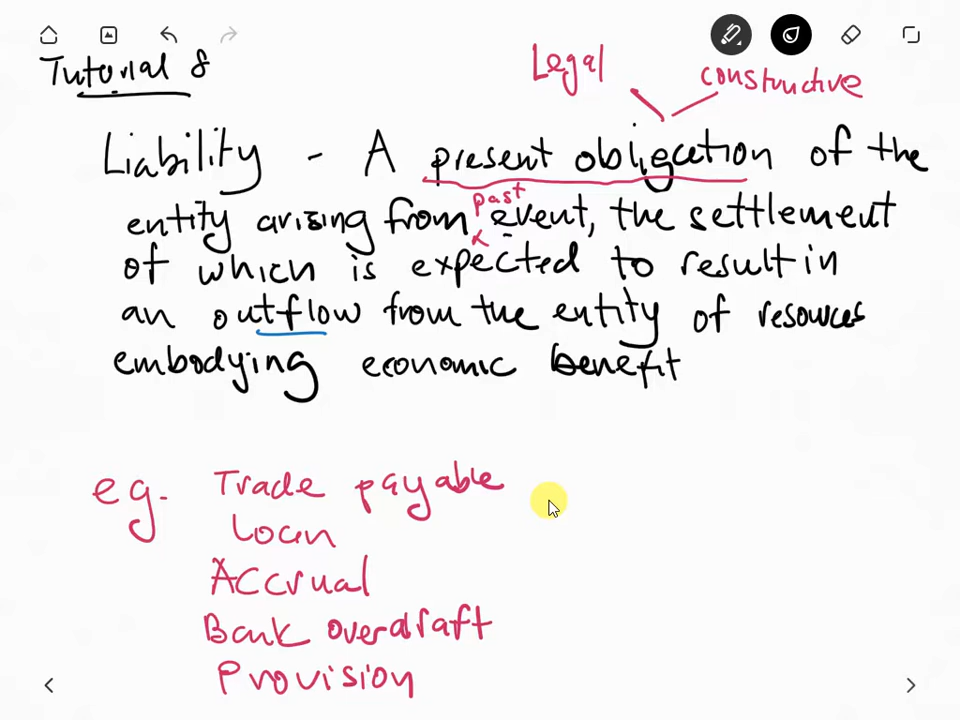 Tutorial 8
Legal
constructive
Liability - A present obligation of the
past
entity arising from event, the settlement
of which is expected to result in
an outflow from the entity of resources
embodying economic benefit
eg. Trade payable
Loan
Accrual
Bank overdraft
Provision